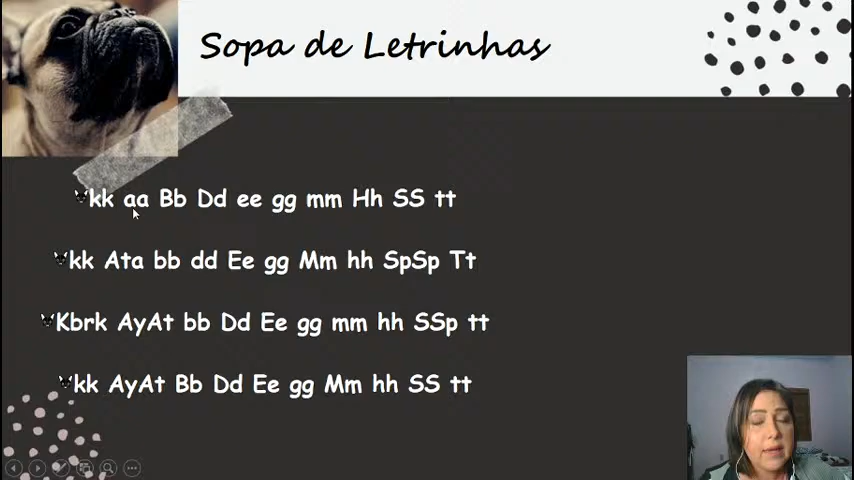 Sopa de Letrinhas
kk aa Bb Dd ee gg mm Hh SS tt
kk Ata bb dd Ee gg Mm hh SpSp Tt
Kbrk AyAt bb Dd Ee gg mm hh SSp tt
kk AyAt Bb Dd Ee gg Mm hh SS tt